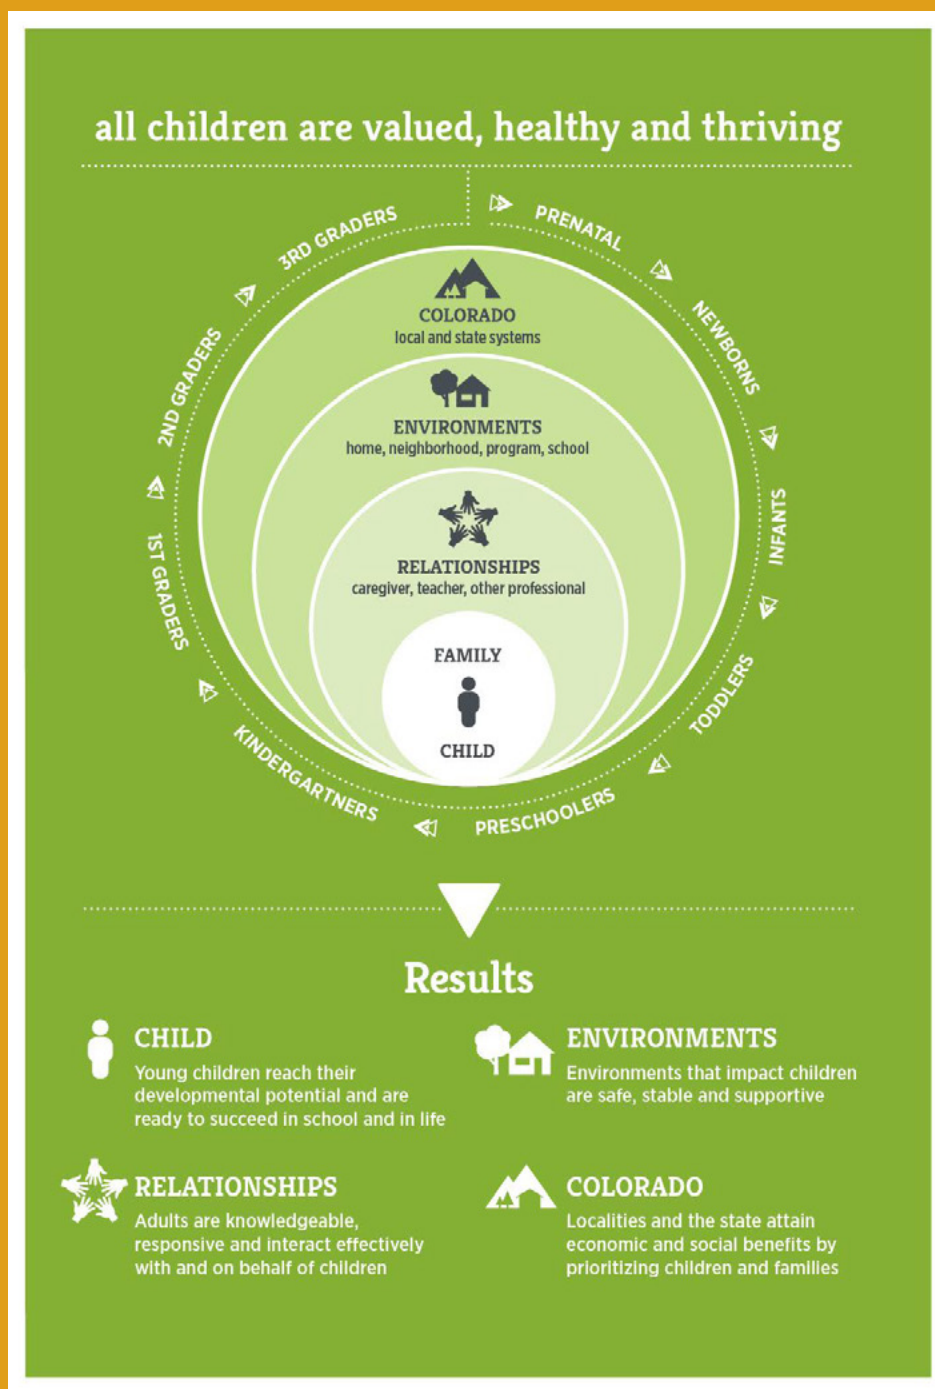 all children are valued, healthy and thriving
PRENATAL
NEWBORNS
INFANTS
TODDLERS
PRESCHOOLERS
KINDERGARTNERS
1ST GRADERS
2ND GRADERS
3RD GRADERS
COLORADO
local and state systems
ENVIRONMENTS
home, neighborhood, program, school
RELATIONSHIPS
caregiver, teacher, other professional
FAMILY
CHILD
Results
CHILD
Young children reach their
developmental potential and are
ready to succeed in school and in life
ENVIRONMENTS
Environments that impact children
are safe, stable and supportive
RELATIONSHIPS
Adults are knowledgeable,
responsive and interact effectively
with and on behalf of children
COLORADO
Localities and the state attain
economic and social benefits by
prioritizing children and families